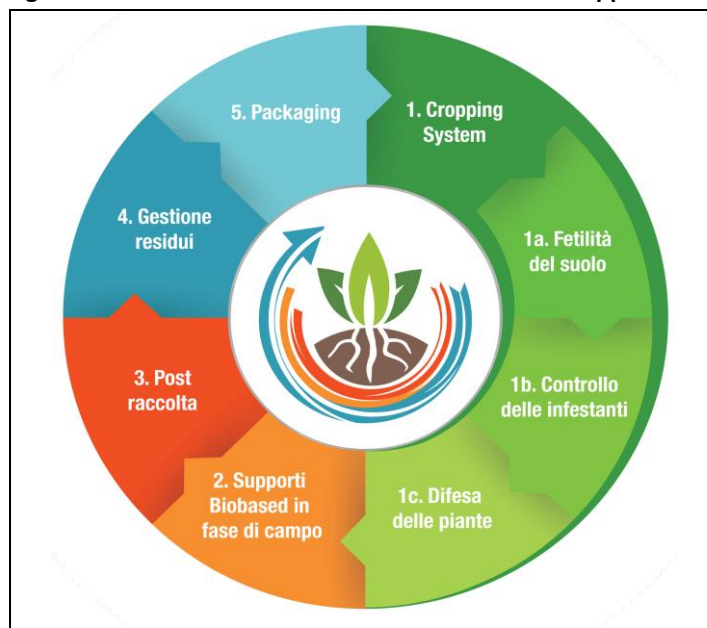 1. Cropping
System
1a. Fetilità
del suolo
1b. Controllo
delle infestanti
1c. Difesa
delle piante
2. Supporti
Biobased in
fase di campo
3. Post
raccolta
4. Gestione
residui
5. Packaging